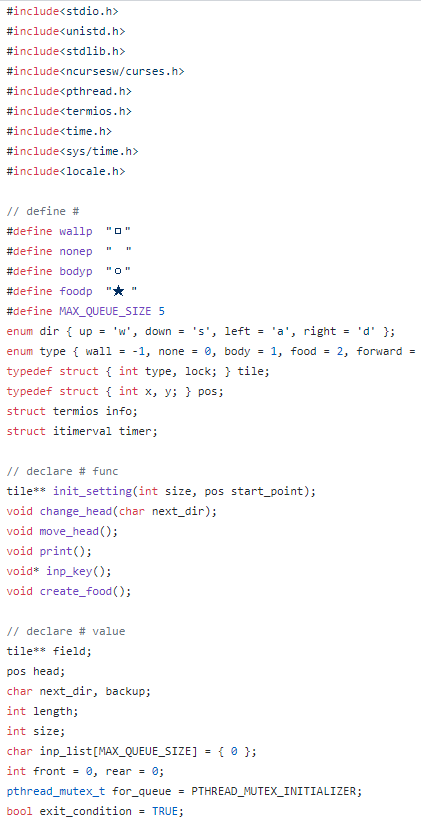 #include<stdio.h>
#include<unistd.h>
#include<stdlib.h>
#include<ncursesw/curses.h>
#include<pthread.h>
#include<termios.h>
#include<time.h>
#include<sys/time.h>
#include<locale.h>

// define #
#define wallp  "□"
#define nonep  "  "
#define bodyp  "○"
#define foodp  "★ "
#define MAX_QUEUE_SIZE 5
enum dir { up = 'w', down = 's', left = 'a', right = 'd' };
enum type { wall = -1, none = 0, body = 1, food = 2, forward =
typedef struct { int type, lock; } tile;
typedef struct { int x, y; } pos;
struct termios info;
struct itimerval timer;

// declare # func
tile** init_setting(int size, pos start_point);
void change_head(char next_dir);
void move_head();
void print();
void* inp_key();
void create_food();

// declare # value
tile** field;
pos head;
char next_dir, backup;
int length;
int size;
char inp_list[MAX_QUEUE_SIZE] = { 0 };
int front = 0, rear = 0;
pthread_mutex_t for_queue = PTHREAD_MUTEX_INITIALIZER;
bool exit_condition = TRUE;